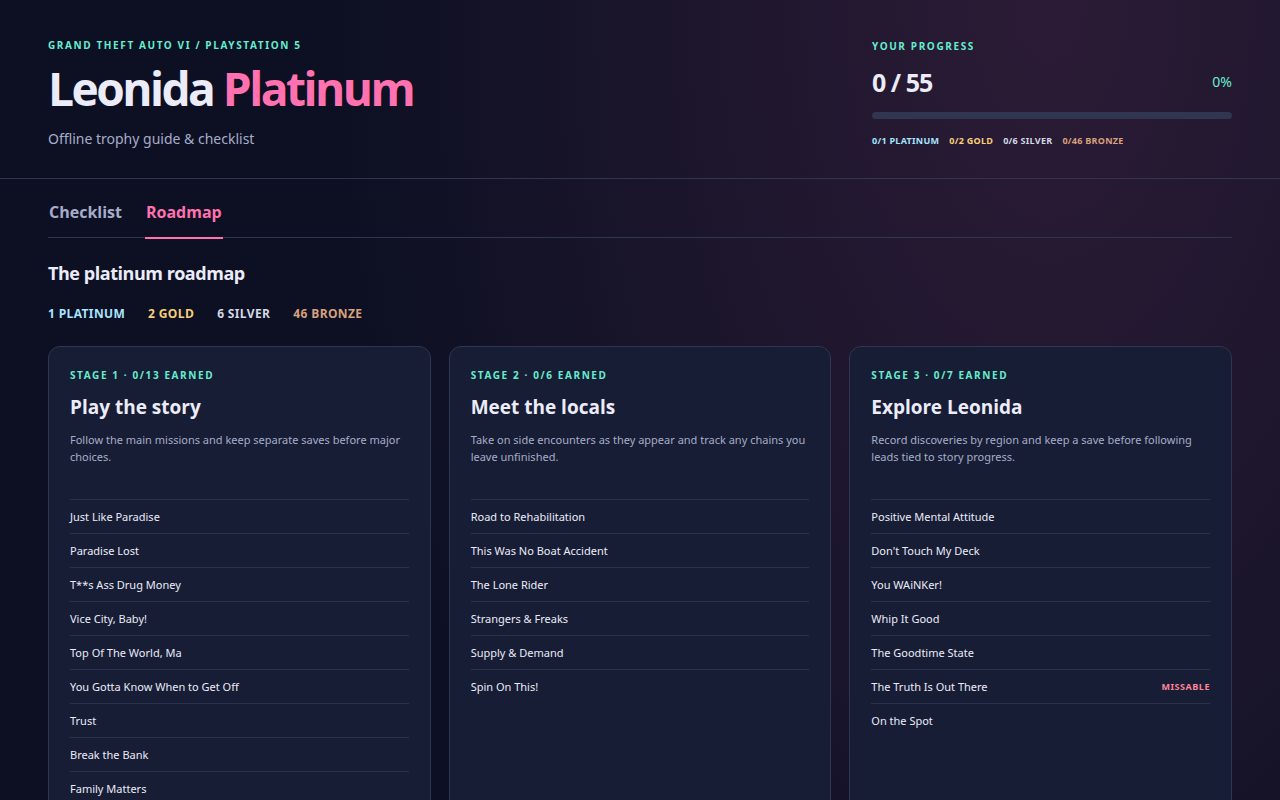 GRAND THEFT AUTO VI / PLAYSTATION 5
Leonida Platinum
Offline trophy guide & checklist
YOUR PROGRESS
0 / 55
0%
0/1 PLATINUM 0/2 GOLD 0/6 SILVER 0/46 BRONZE
Checklist
Roadmap
The platinum roadmap
1 PLATINUM 2 GOLD 6 SILVER 46 BRONZE
STAGE 1 · 0/13 EARNED
Play the story
Follow the main missions and keep separate saves before major
choices.
Just Like Paradise
Paradise Lost
T**s Ass Drug Money
Vice City, Baby!
Top Of The World, Ma
You Gotta Know When to Get Off
Trust
Break the Bank
Family Matters
STAGE 2 · 0/6 EARNED
Meet the locals
Take on side encounters as they appear and track any chains you
leave unfinished.
Road to Rehabilitation
This Was No Boat Accident
The Lone Rider
Strangers & Freaks
Supply & Demand
Spin On This!
STAGE 3 · 0/7 EARNED
Explore Leonida
Record discoveries by region and keep a save before following
leads tied to story progress.
Positive Mental Attitude
Don't Touch My Deck
You WAiNKer!
Whip It Good
The Goodtime State
The Truth Is Out There
MISSABLE
On the Spot